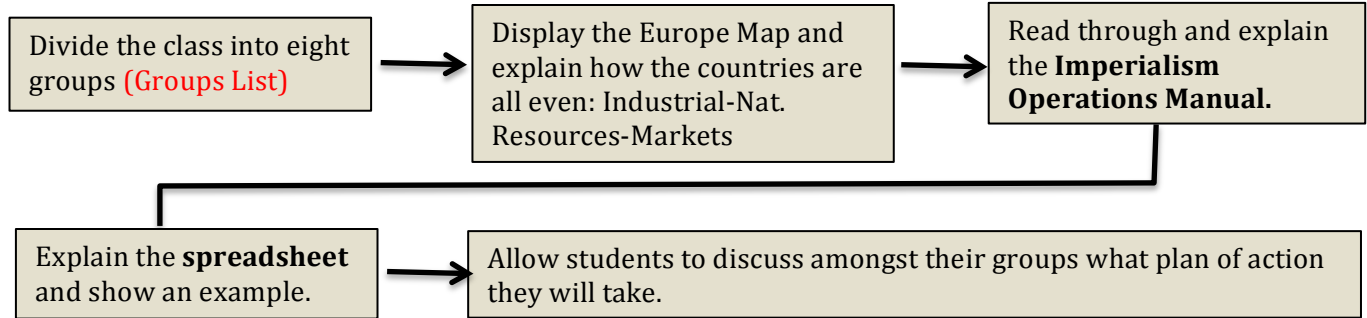 Divide the class into eight
groups (Groups List)
Display the Europe Map and
explain how the countries are
all even: Industrial-Nat.
Resources-Markets
Read through and explain
the Imperialism
Operations Manual.
Explain the spreadsheet
and show an example.
Allow students to discuss amongst their groups what plan of action
they will take.